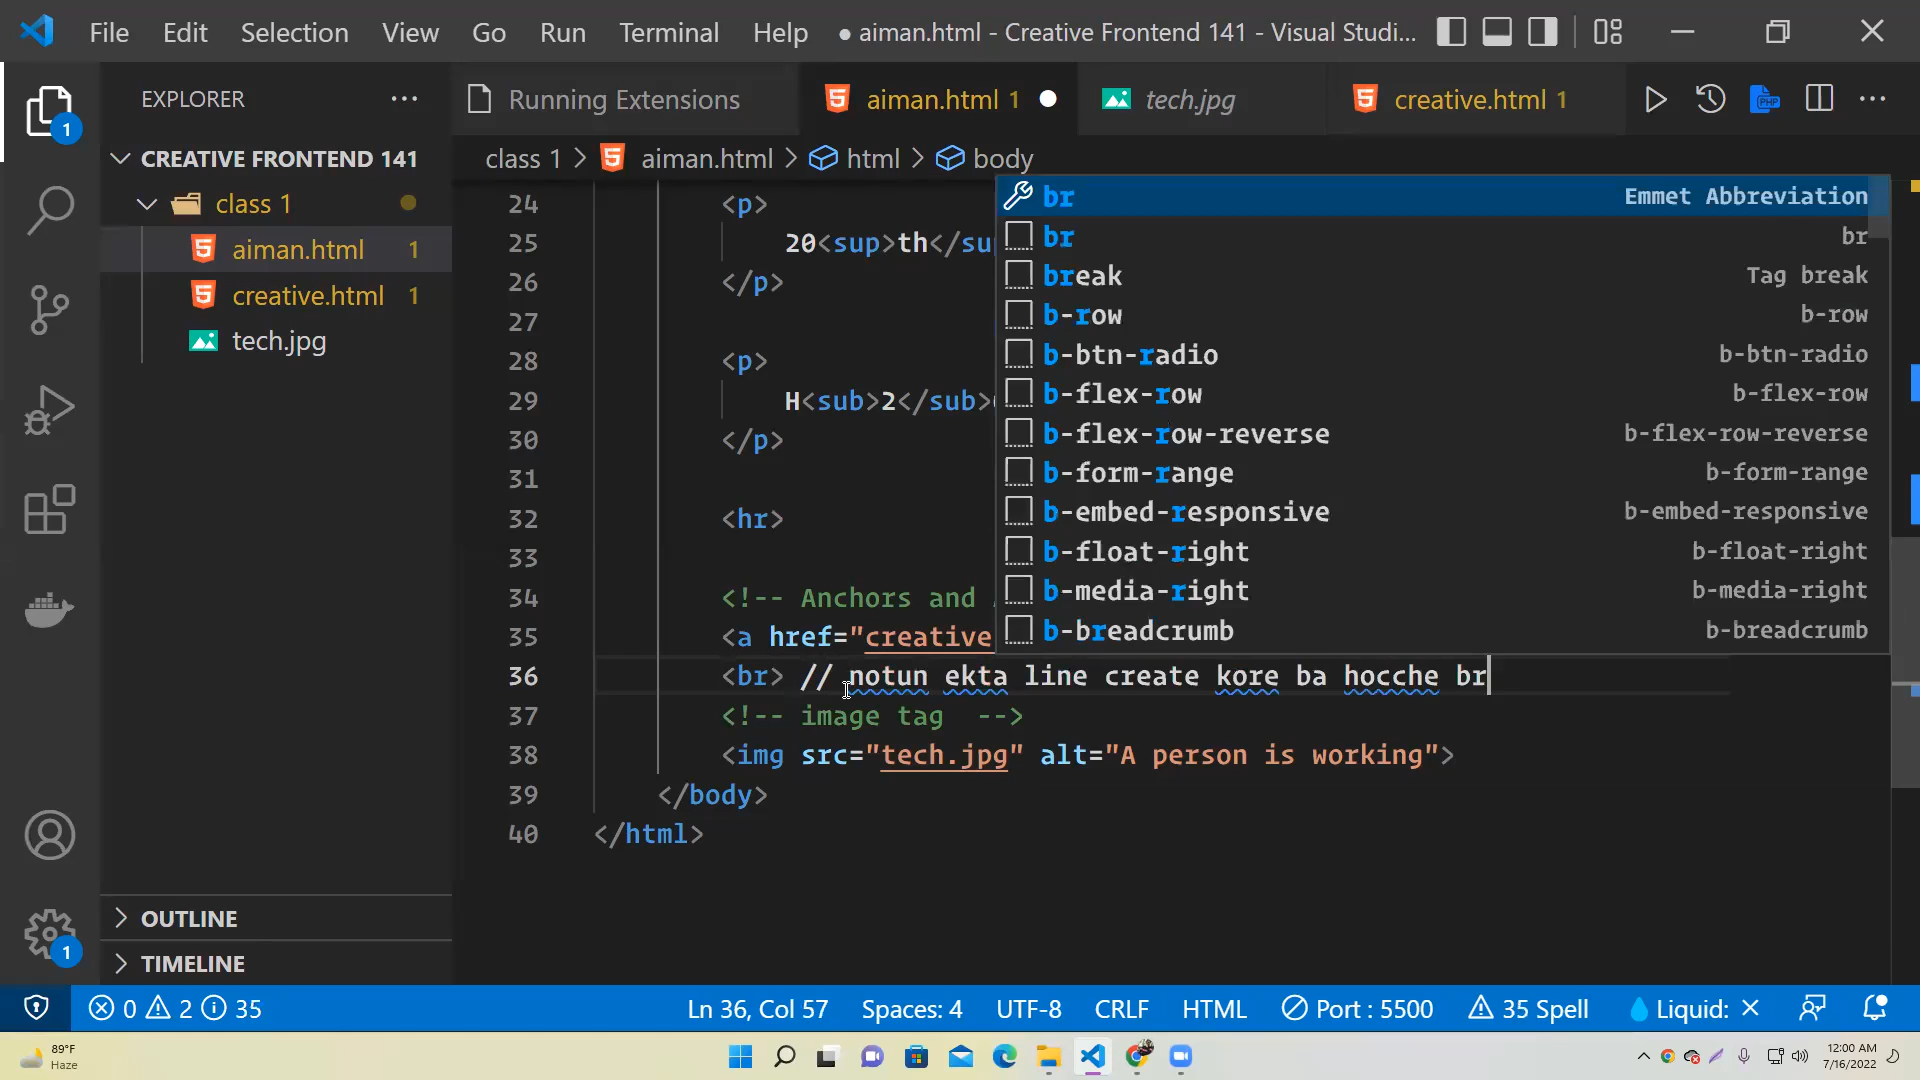 File Edit Selection View Go Run Terminal Help ● aiman.html - Creative Frontend 141 - Visual Studi...
EXPLORER ···
Running Extensions aiman.html 1 ● tech.jpg creative.html 1
CREATIVE FRONTEND 141
class 1
aiman.html 1
creative.html 1
tech.jpg
OUTLINE
TIMELINE
class 1 > aiman.html > html > body
24 <p>
25 20<sup>th</su
26 </p>
27
28 <p>
29 H<sub>2</sub>
30 </p>
31
32 <hr>
33
34 <!-- Anchors and
35 <a href="creative
36 <br> // notun ekta line create kore ba hocche br
37 <!-- image tag -->
38 <img src="tech.jpg" alt="A person is working">
39 </body>
40 </html>
br Emmet Abbreviation
br br
break Tag break
b-row b-row
b-btn-radio b-btn-radio
b-flex-row b-flex-row
b-flex-row-reverse b-flex-row-reverse
b-form-range b-form-range
b-embed-responsive b-embed-responsive
b-float-right b-float-right
b-media-right b-media-right
b-breadcrumb b-breadcrumb
1
1
0 2 35 Ln 36, Col 57 Spaces: 4 UTF-8 CRLF HTML Port : 5500 35 Spell Liquid: ✕
89°F
Haze
12:00 AM
7/16/2022